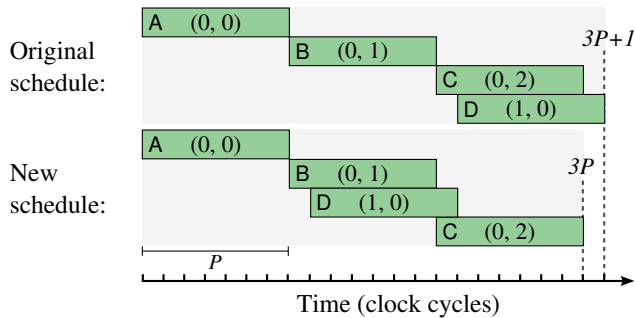 A (0, 0)
3P+1
Original
schedule:
B (0, 1)
C (0, 2)
D (1, 0)
A (0, 0)
New
schedule:
B (0, 1)
3P
D (1, 0)
C (0, 2)
P
Time (clock cycles)